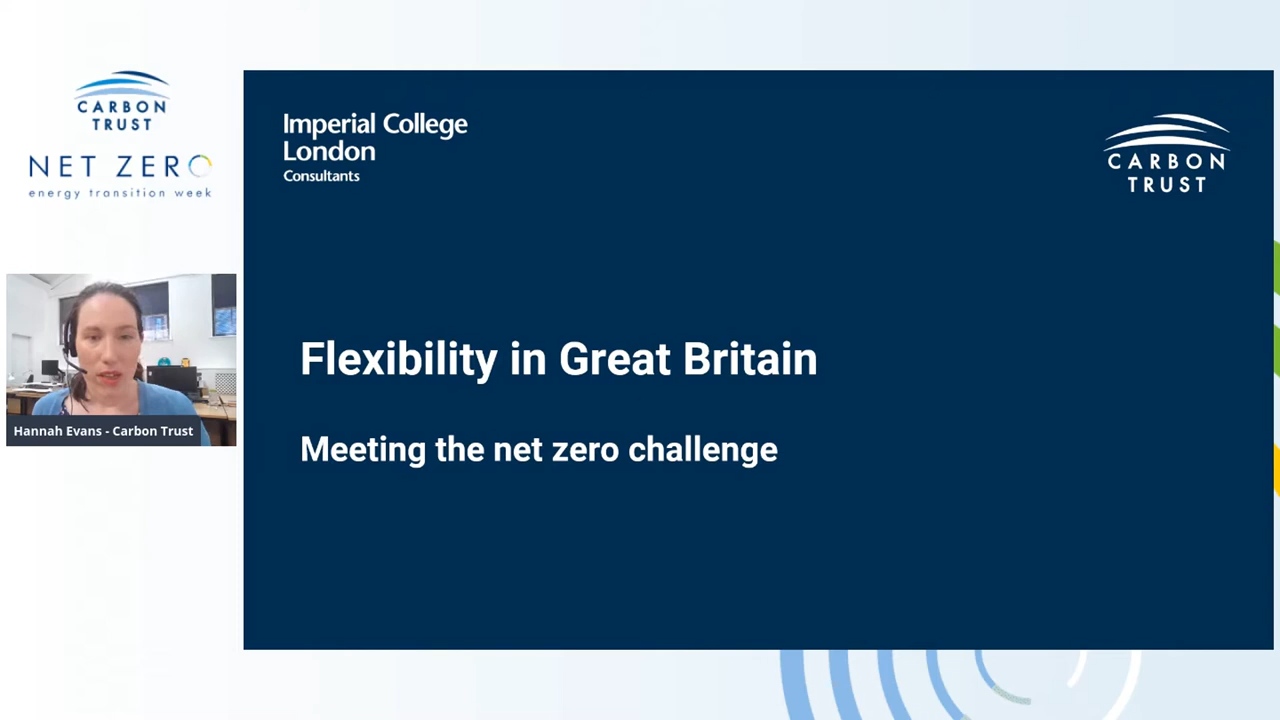 CARBON
TRUST
NET ZERO
energy transition week
Hannah Evans - Carbon Trust
Imperial College
London
Consultants
CARBON
TRUST
Flexibility in Great Britain
Meeting the net zero challenge